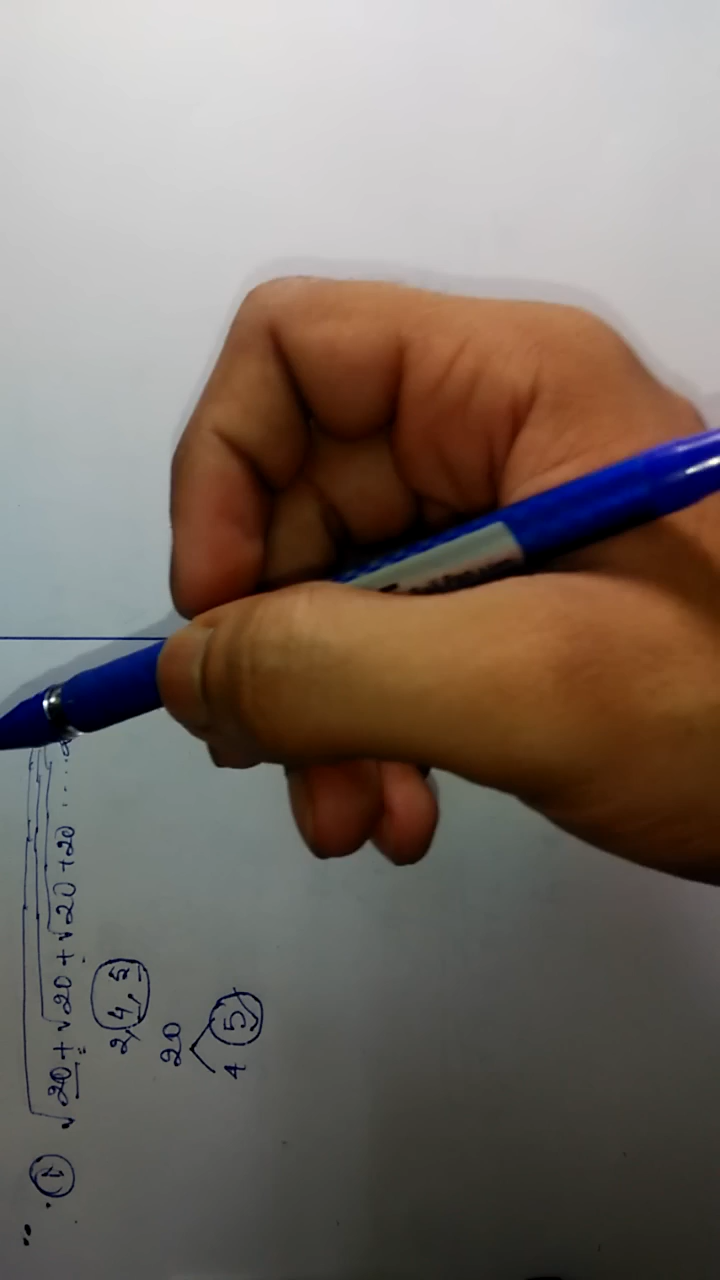 ① √20 + √20 + √20 + 20 ....∞
2, 4, 5
20
4 5